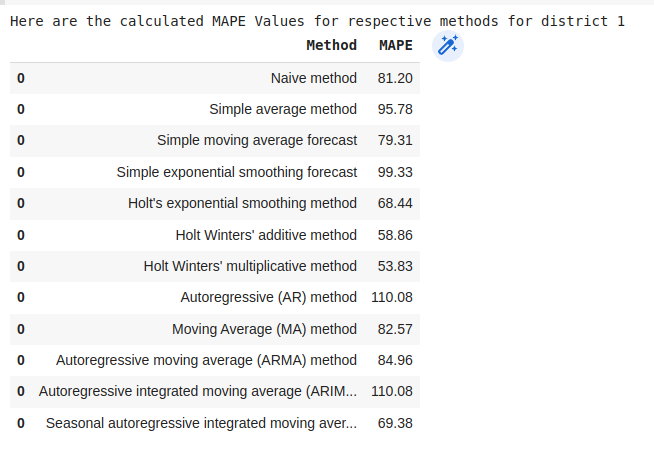 Here are the calculated MAPE Values for respective methods for district 1
Method MAPE
0 Naive method 81.20
0 Simple average method 95.78
0 Simple moving average forecast 79.31
0 Simple exponential smoothing forecast 99.33
0 Holt's exponential smoothing method 68.44
0 Holt Winters' additive method 58.86
0 Holt Winters' multiplicative method 53.83
0 Autoregressive (AR) method 110.08
0 Moving Average (MA) method 82.57
0 Autoregressive moving average (ARMA) method 84.96
0 Autoregressive integrated moving average (ARIM... 110.08
0 Seasonal autoregressive integrated moving aver... 69.38